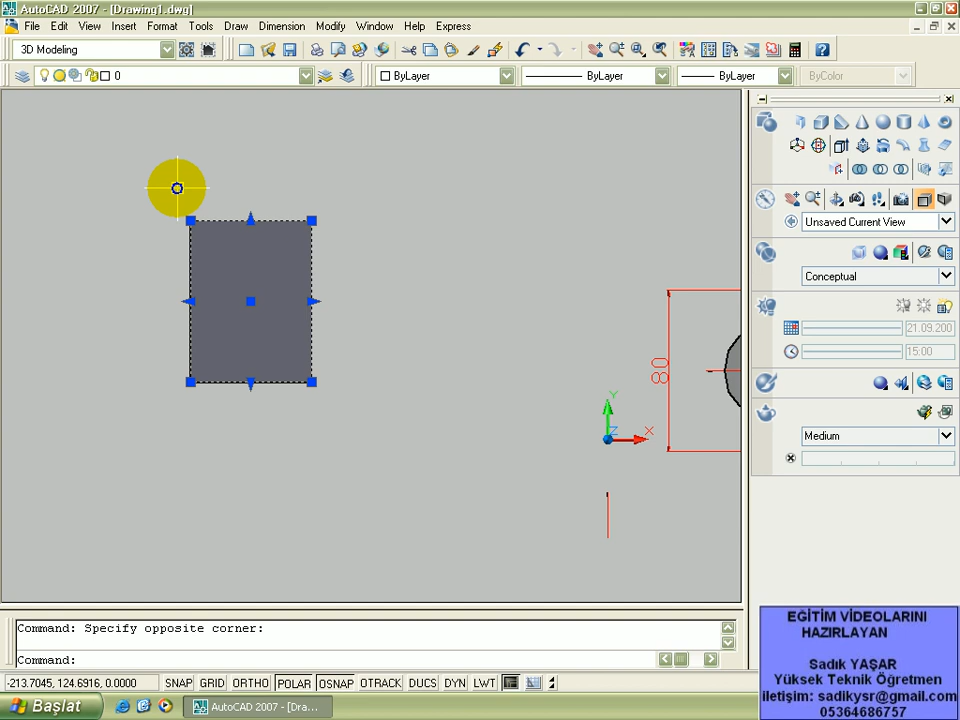 AutoCAD 2007 - [Drawing1.dwg]
File Edit View Insert Format Tools Draw Dimension Modify Window Help Express
3D Modeling
0 ByLayer ByLayer ByLayer ByColor
Unsaved Current View
Conceptual
21.09.200
15:00
Medium
80
Y
X
Z
Command: Specify opposite corner:
Command:
-213.7045, 124.6916, 0.0000 SNAP GRID ORTHO POLAR OSNAP OTRACK DUCS DYN LWT
Başlat AutoCAD 2007 - [Dra...
EĞİTİM VİDEOLARINI
HAZIRLAYAN
Sadık YAŞAR
Yüksek Teknik Öğretmen
iletişim: sadikysr@gmail.com
05364686757